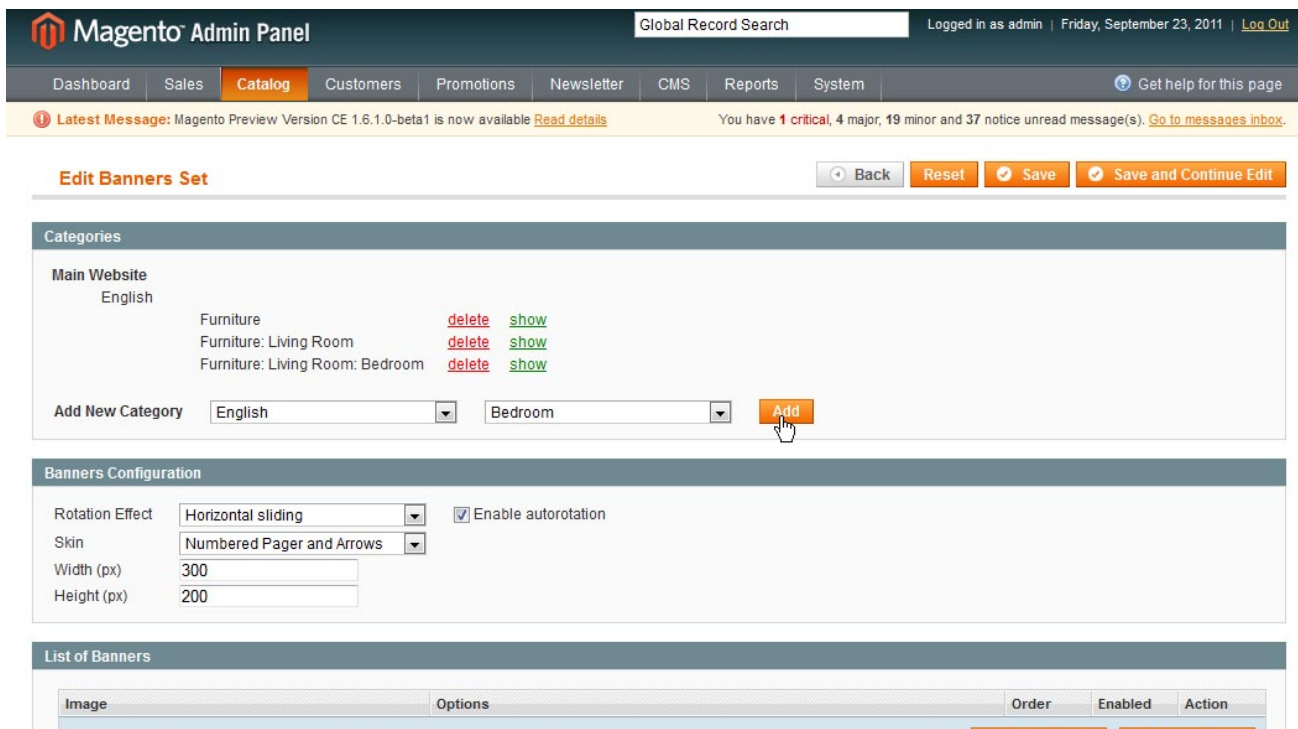 Magento Admin Panel
Global Record Search
Logged in as admin | Friday, September 23, 2011 | Log Out
Dashboard Sales Catalog Customers Promotions Newsletter CMS Reports System Get help for this page
Latest Message: Magento Preview Version CE 1.6.1.0-beta1 is now available Read details You have 1 critical, 4 major, 19 minor and 37 notice unread message(s). Go to messages inbox.
Edit Banners Set Back Reset Save Save and Continue Edit
Categories
Main Website
English
Furniture delete show
Furniture: Living Room delete show
Furniture: Living Room: Bedroom delete show
Add New Category English Bedroom Add
Banners Configuration
Rotation Effect Horizontal sliding Enable autorotation
Skin Numbered Pager and Arrows
Width (px) 300
Height (px) 200
List of Banners
Image Options Order Enabled Action